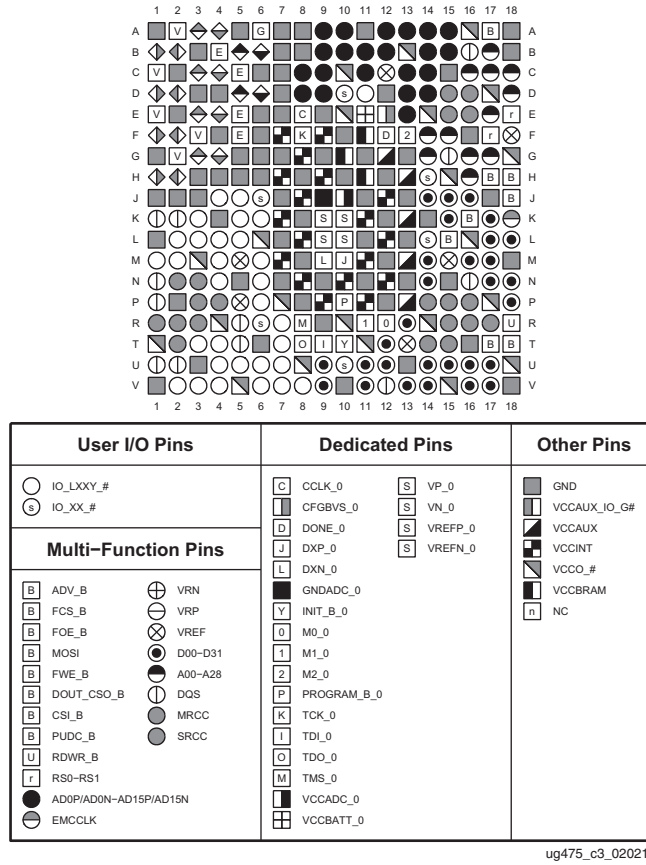 1 2 3 4 5 6 7 8 9 10 11 12 13 14 15 16 17 18
A V G B A
B E B
C V E C
D s D
E V E C r E
F V E K D 2 r F
G V G
H s B B H
J s B J
K S S B K
L S S s B L
M L J M
N N
P P P
R s M 1 0 U R
T O I Y B B T
U s U
V V
1 2 3 4 5 6 7 8 9 10 11 12 13 14 15 16 17 18
User I/O Pins
IO_LXXY_#
s IO_XX_#
Multi−Function Pins
B ADV_B
B FCS_B
B FOE_B
B MOSI
B FWE_B
B DOUT_CSO_B
B CSI_B
B PUDC_B
U RDWR_B
r RS0−RS1
AD0P/AD0N−AD15P/AD15N
EMCCLK
VRN
VRP
VREF
D00−D31
A00−A28
DQS
MRCC
SRCC
Dedicated Pins
C CCLK_0
CFGBVS_0
D DONE_0
J DXP_0
L DXN_0
GNDADC_0
Y INIT_B_0
0 M0_0
1 M1_0
2 M2_0
P PROGRAM_B_0
K TCK_0
I TDI_0
O TDO_0
M TMS_0
VCCADC_0
VCCBATT_0
S VP_0
S VN_0
S VREFP_0
S VREFN_0
Other Pins
GND
VCCAUX_IO_G#
VCCAUX
VCCINT
VCCO_#
VCCBRAM
n NC
ug475_c3_02021